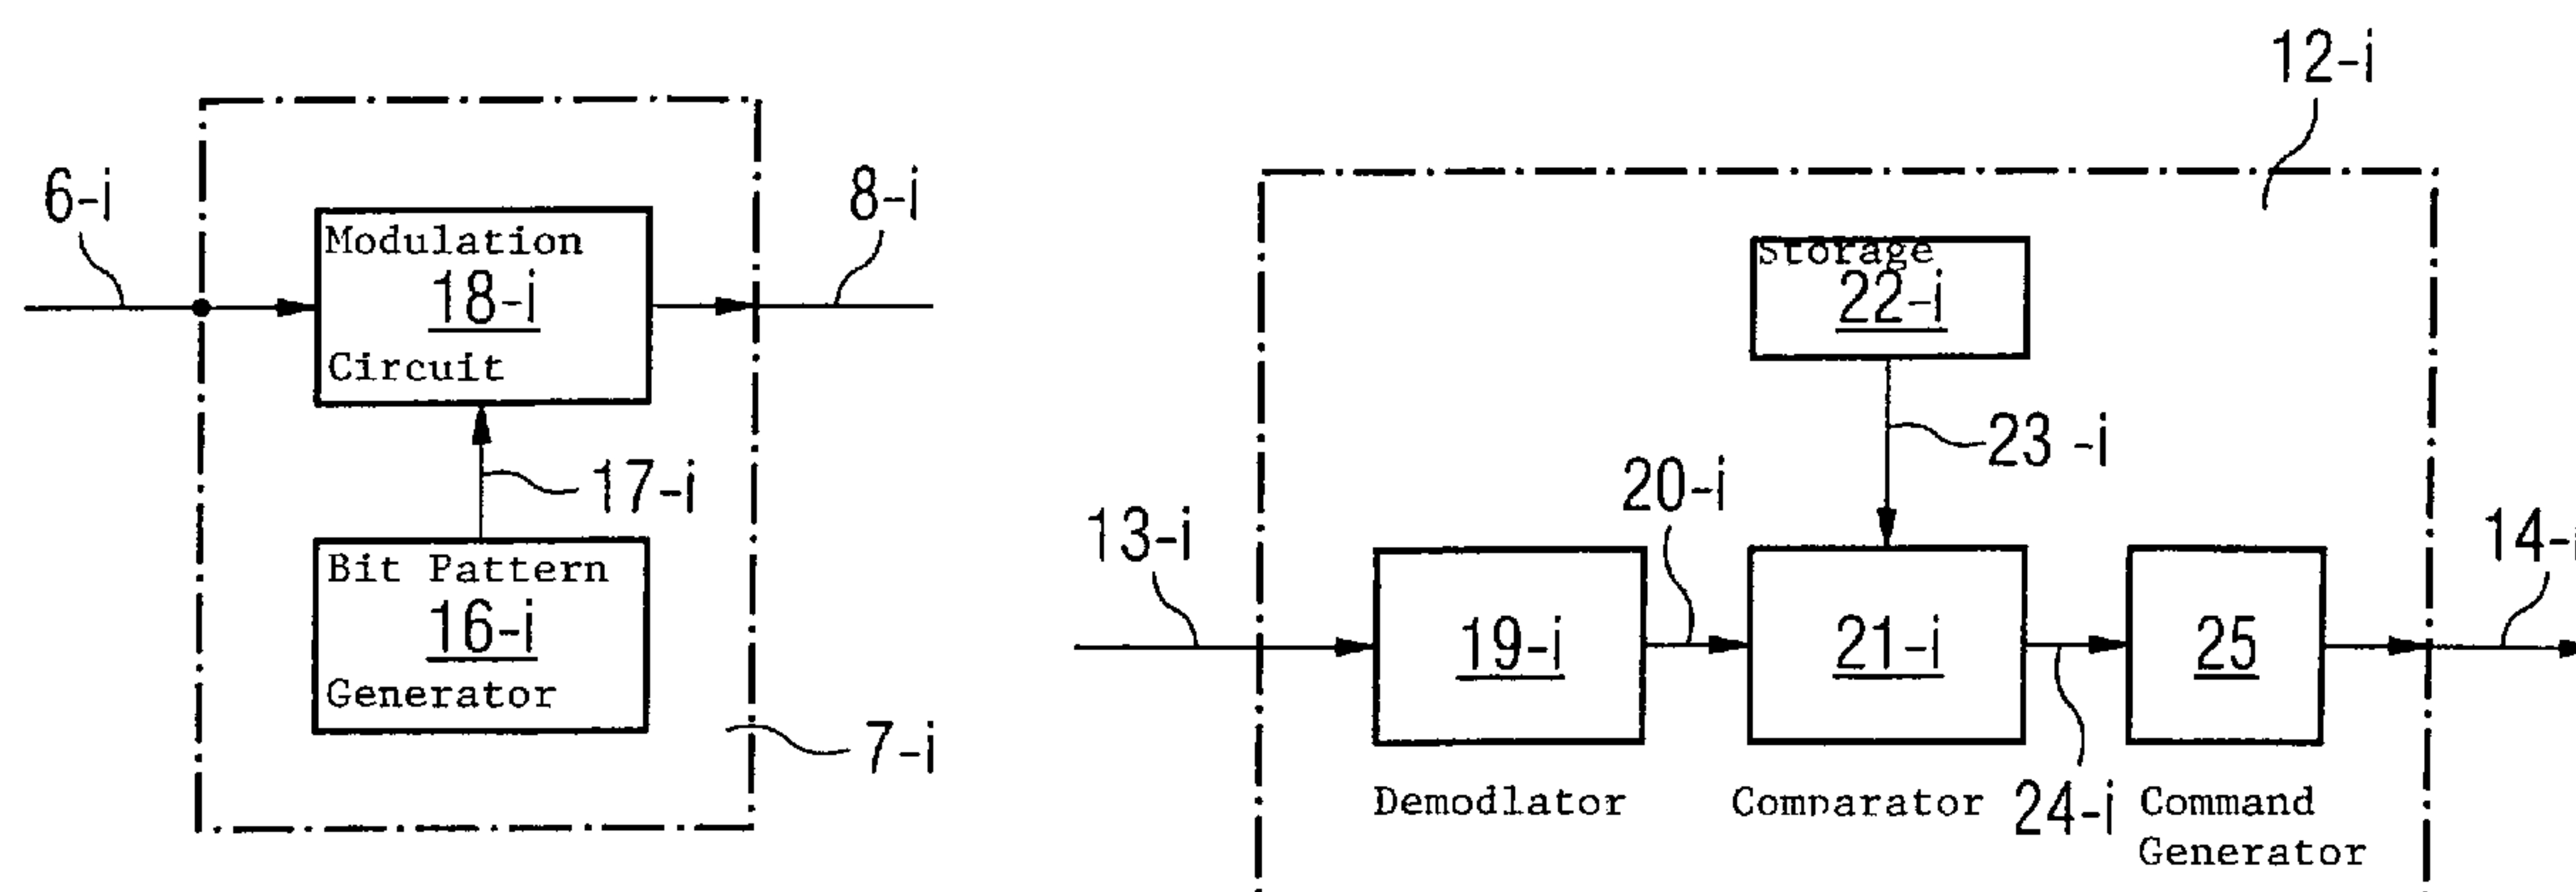 6-i
Modulation
18-i
Circuit
8-i
17-i
Bit Pattern
16-i
Generator
7-i
12-i
Storage
22-i
23 -i
20-i
13-i
14-i
19-i
21-i
25
Demodlator
Comparator
24-i
Command
Generator